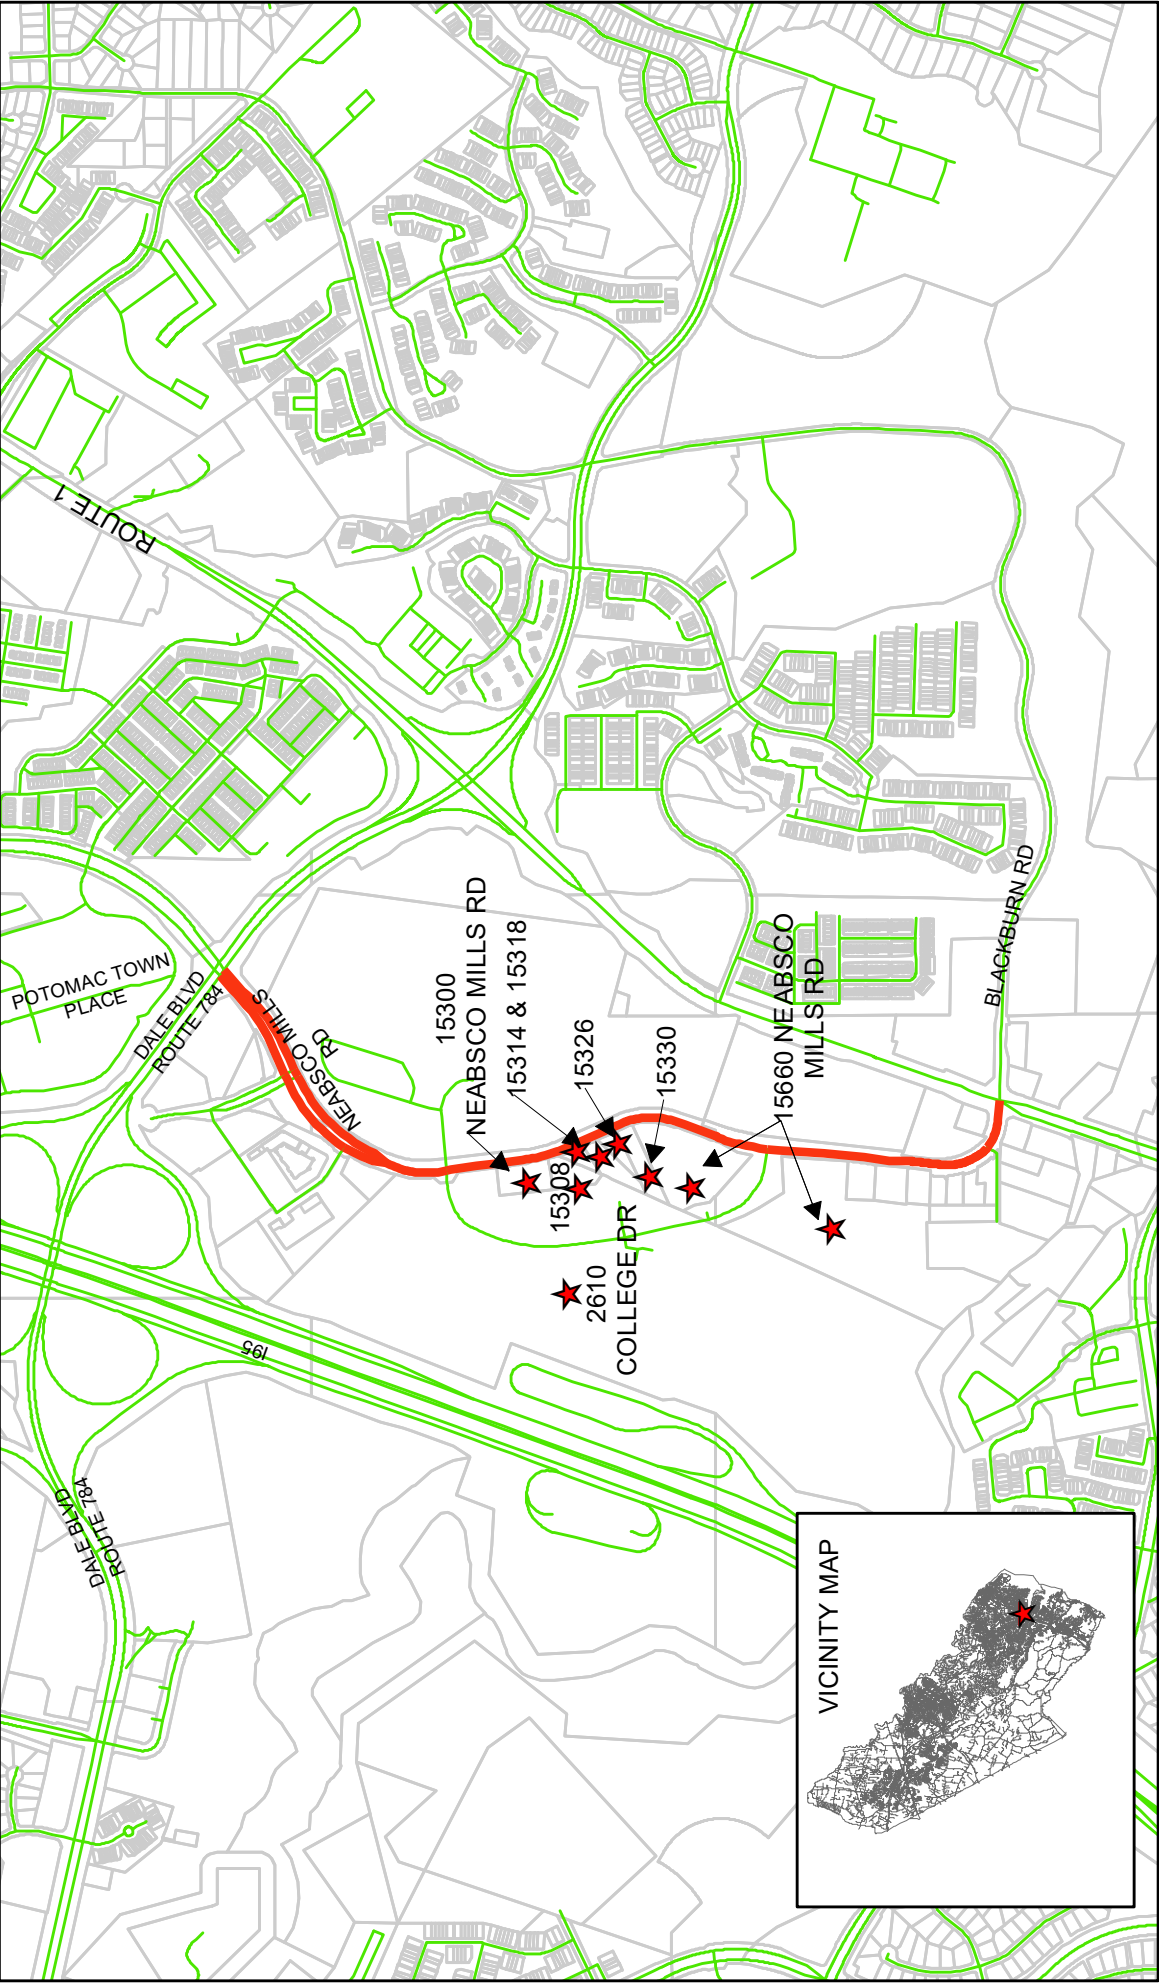 ROUTE 1
POTOMAC TOWN
PLACE
DALE BLVD
ROUTE 784
NEABSCO MILLS
RD
15300
NEABSCO MILLS RD
15314 & 15318
15326
15330
15308
15660 NEABSCO
MILLS RD
BLACKBURN RD
2610
COLLEGE DR
I95
DALE BLVD
ROUTE 784
VICINITY MAP